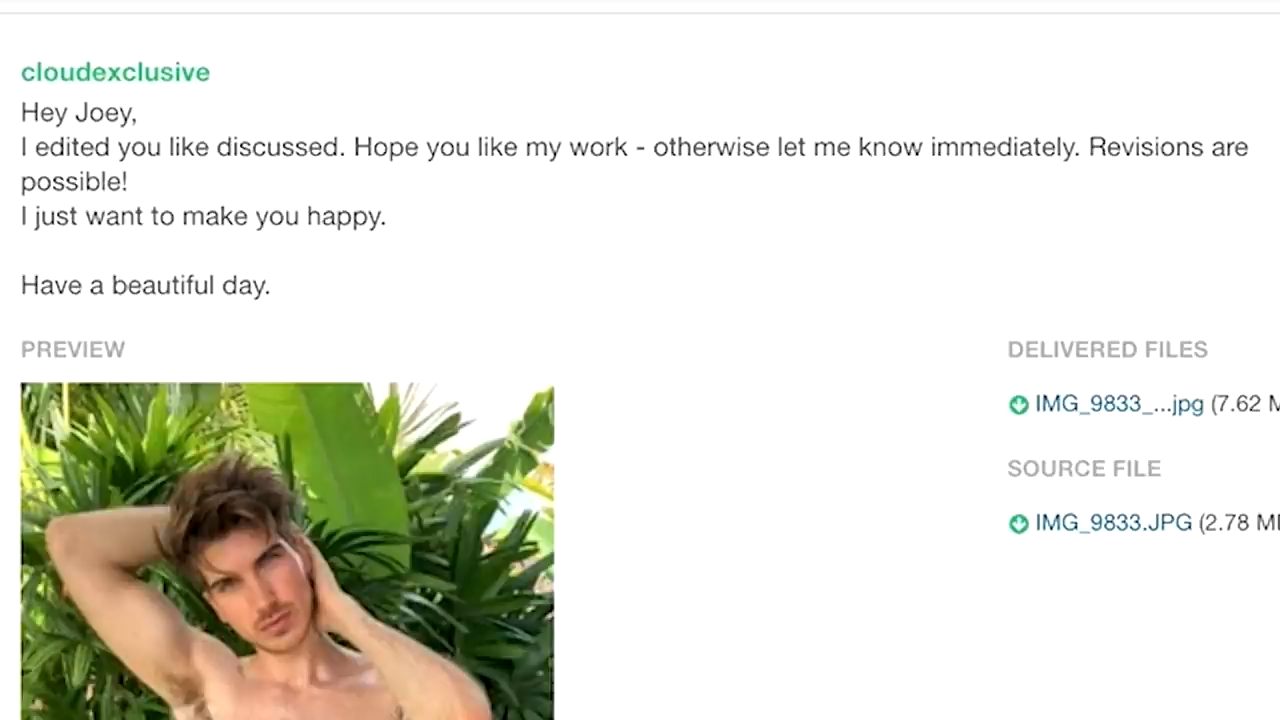 cloudexclusive
Hey Joey,
I edited you like discussed. Hope you like my work - otherwise let me know immediately. Revisions are
possible!
I just want to make you happy.
Have a beautiful day.
PREVIEW
DELIVERED FILES
IMG_9833_...jpg (7.62 M
SOURCE FILE
IMG_9833.JPG (2.78 M